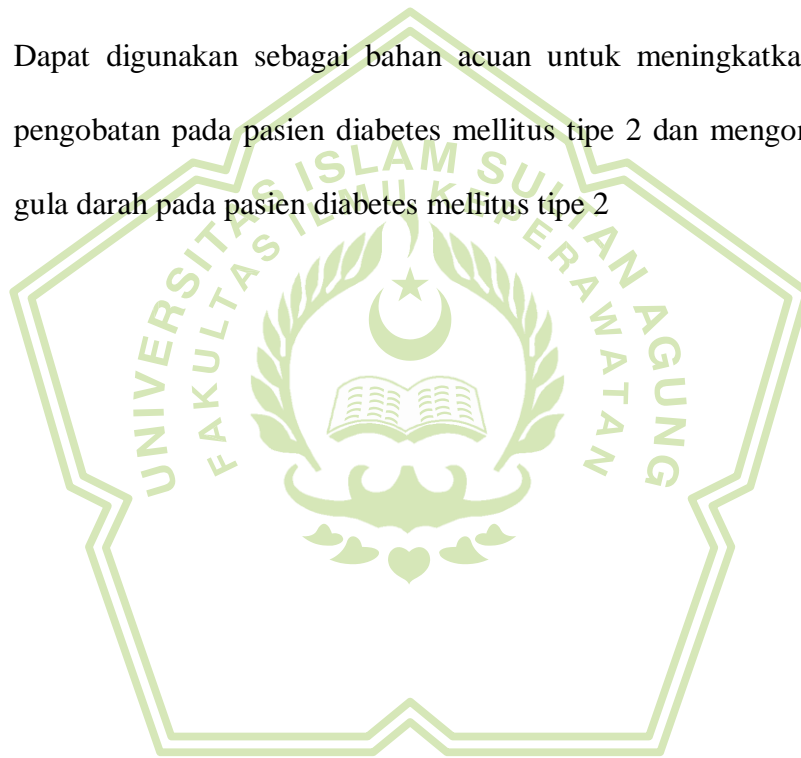 Dapat digunakan sebagai bahan acuan untuk meningkatka
pengobatan pada pasien diabetes mellitus tipe 2 dan mengon
gula darah pada pasien diabetes mellitus tipe 2
UNIVERSITAS ISLAM SULTAN AGUNG
FAKULTAS ILMU KEPERAWATAN